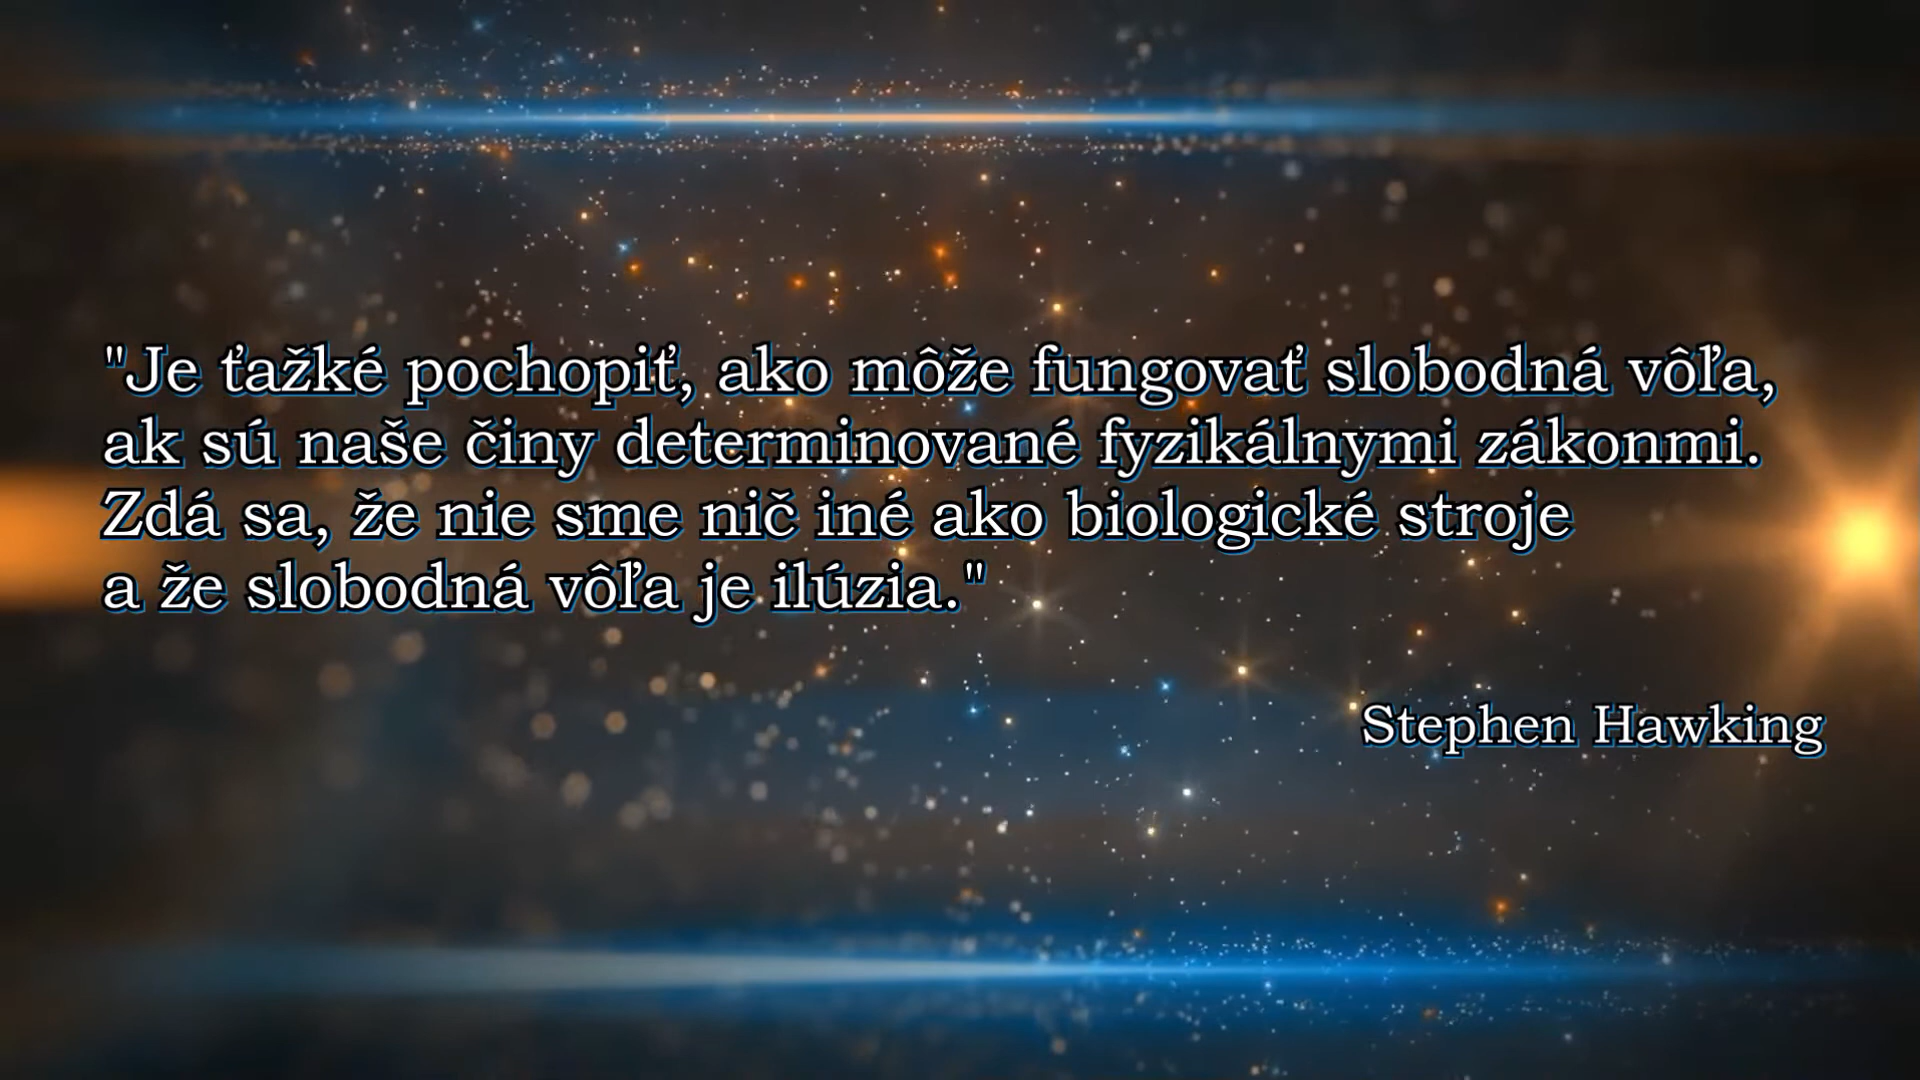 "Je ťažké pochopiť, ako môže fungovať slobodná vôľa,
ak sú naše činy determinované fyzikálnymi zákonmi.
Zdá sa, že nie sme nič iné ako biologické stroje
a že slobodná vôľa je ilúzia."
Stephen Hawking